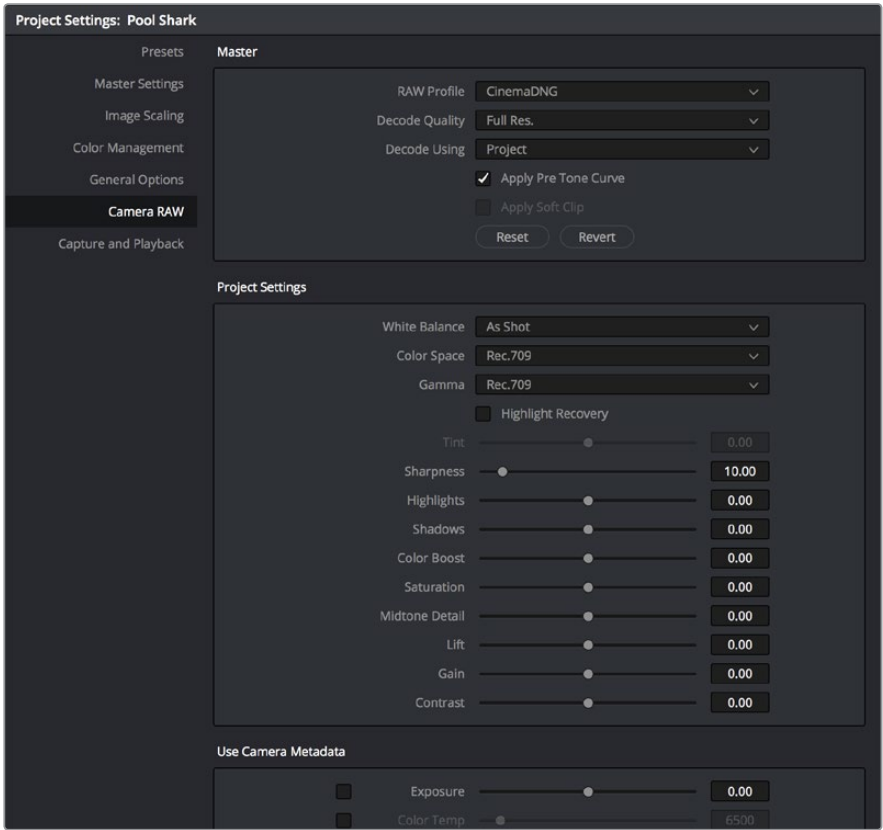 Project Settings: Pool Shark
Presets
Master Settings
Image Scaling
Color Management
General Options
Camera RAW
Capture and Playback
Master
RAW Profile CinemaDNG
Decode Quality Full Res.
Decode Using Project
Apply Pre Tone Curve
Apply Soft Clip
Reset Revert
Project Settings
White Balance As Shot
Color Space Rec.709
Gamma Rec.709
Highlight Recovery
Tint 0.00
Sharpness 10.00
Highlights 0.00
Shadows 0.00
Color Boost 0.00
Saturation 0.00
Midtone Detail 0.00
Lift 0.00
Gain 0.00
Contrast 0.00
Use Camera Metadata
Exposure 0.00
Color Temp 6500